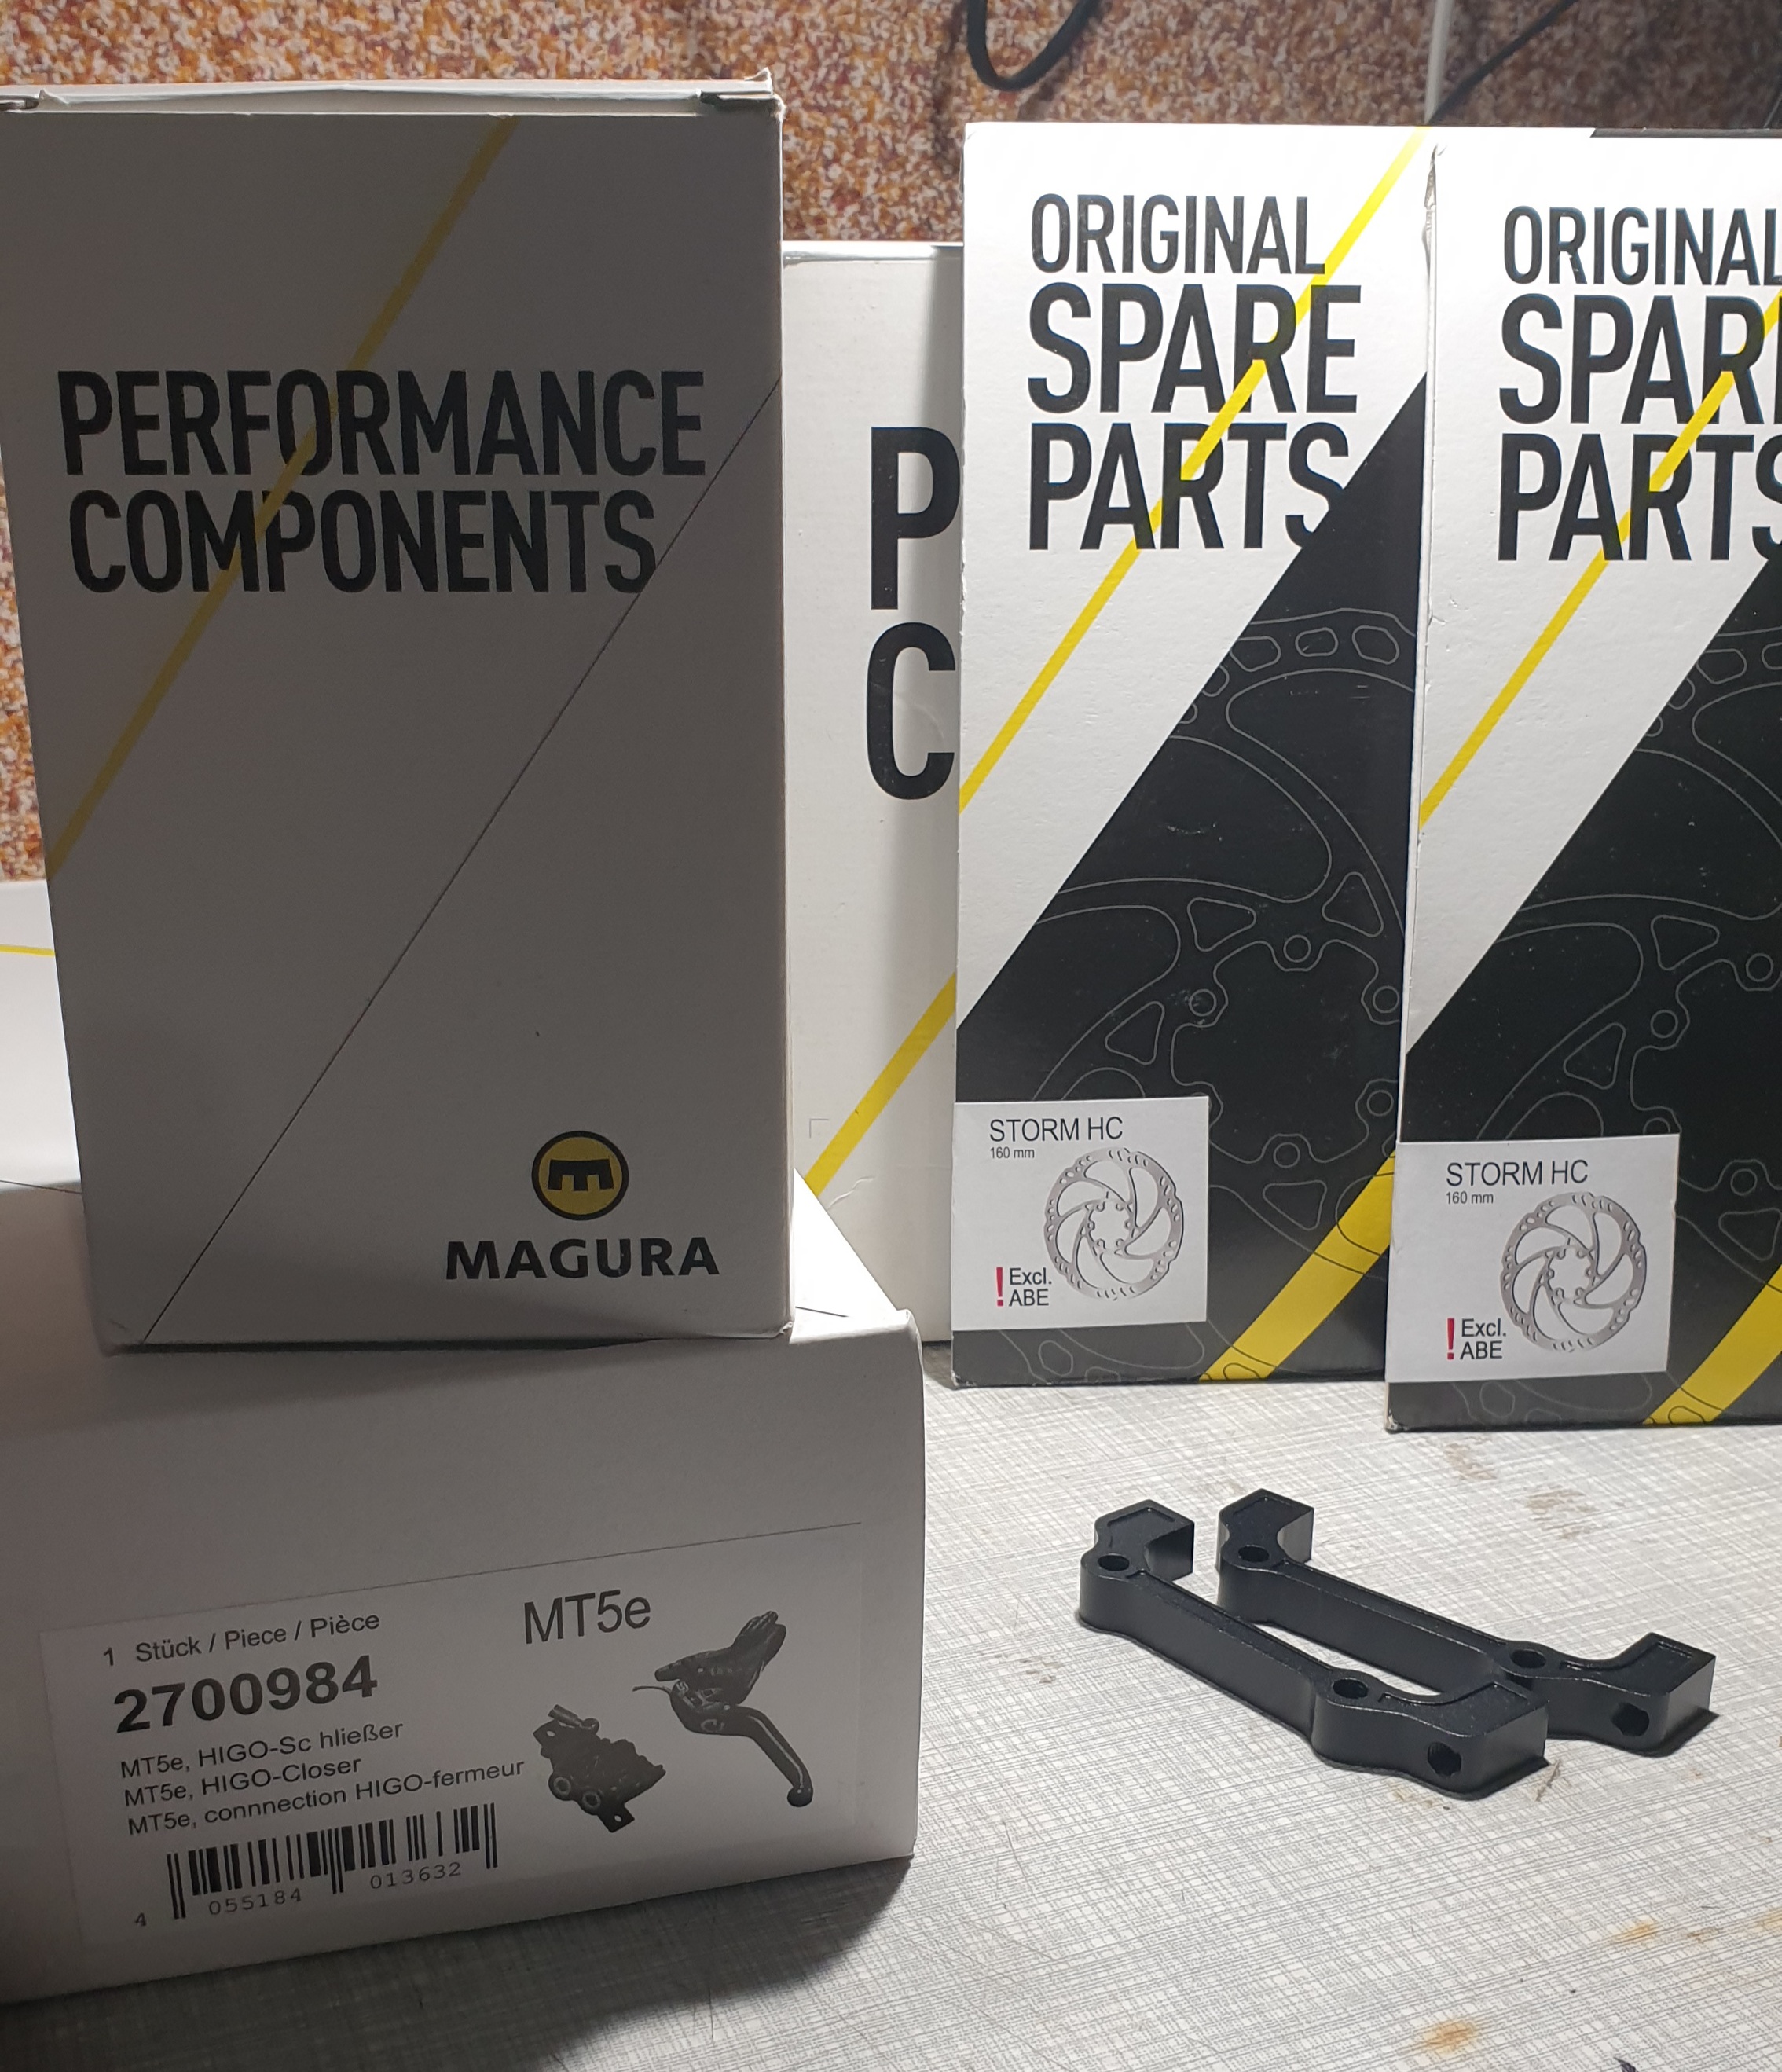 PERFORMANCE
COMPONENTS
MAGURA
P
C
ORIGINAL
SPARE
PARTS
STORM HC
160 mm
! Excl.
ABE
ORIGINAL
SPARE
PARTS
STORM HC
160 mm
! Excl.
ABE
1 Stück / Piece / Pièce
MT5e
2700984
MT5e, HIGO-Sc hließer
MT5e, HIGO-Closer
MT5e, connnection HIGO-fermeur
4 055184 013632